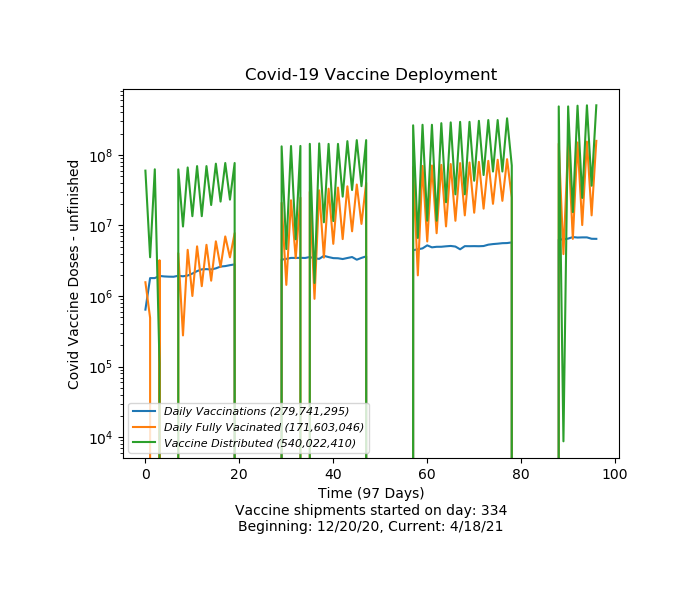 Covid-19 Vaccine Deployment
Covid Vaccine Doses - unfinished
10^8
10^7
10^6
10^5
10^4
Daily Vaccinations (279,741,295)
Daily Fully Vacinated (171,603,046)
Vaccine Distributed (540,022,410)
0 20 40 60 80 100
Time (97 Days)
Vaccine shipments started on day: 334
Beginning: 12/20/20, Current: 4/18/21